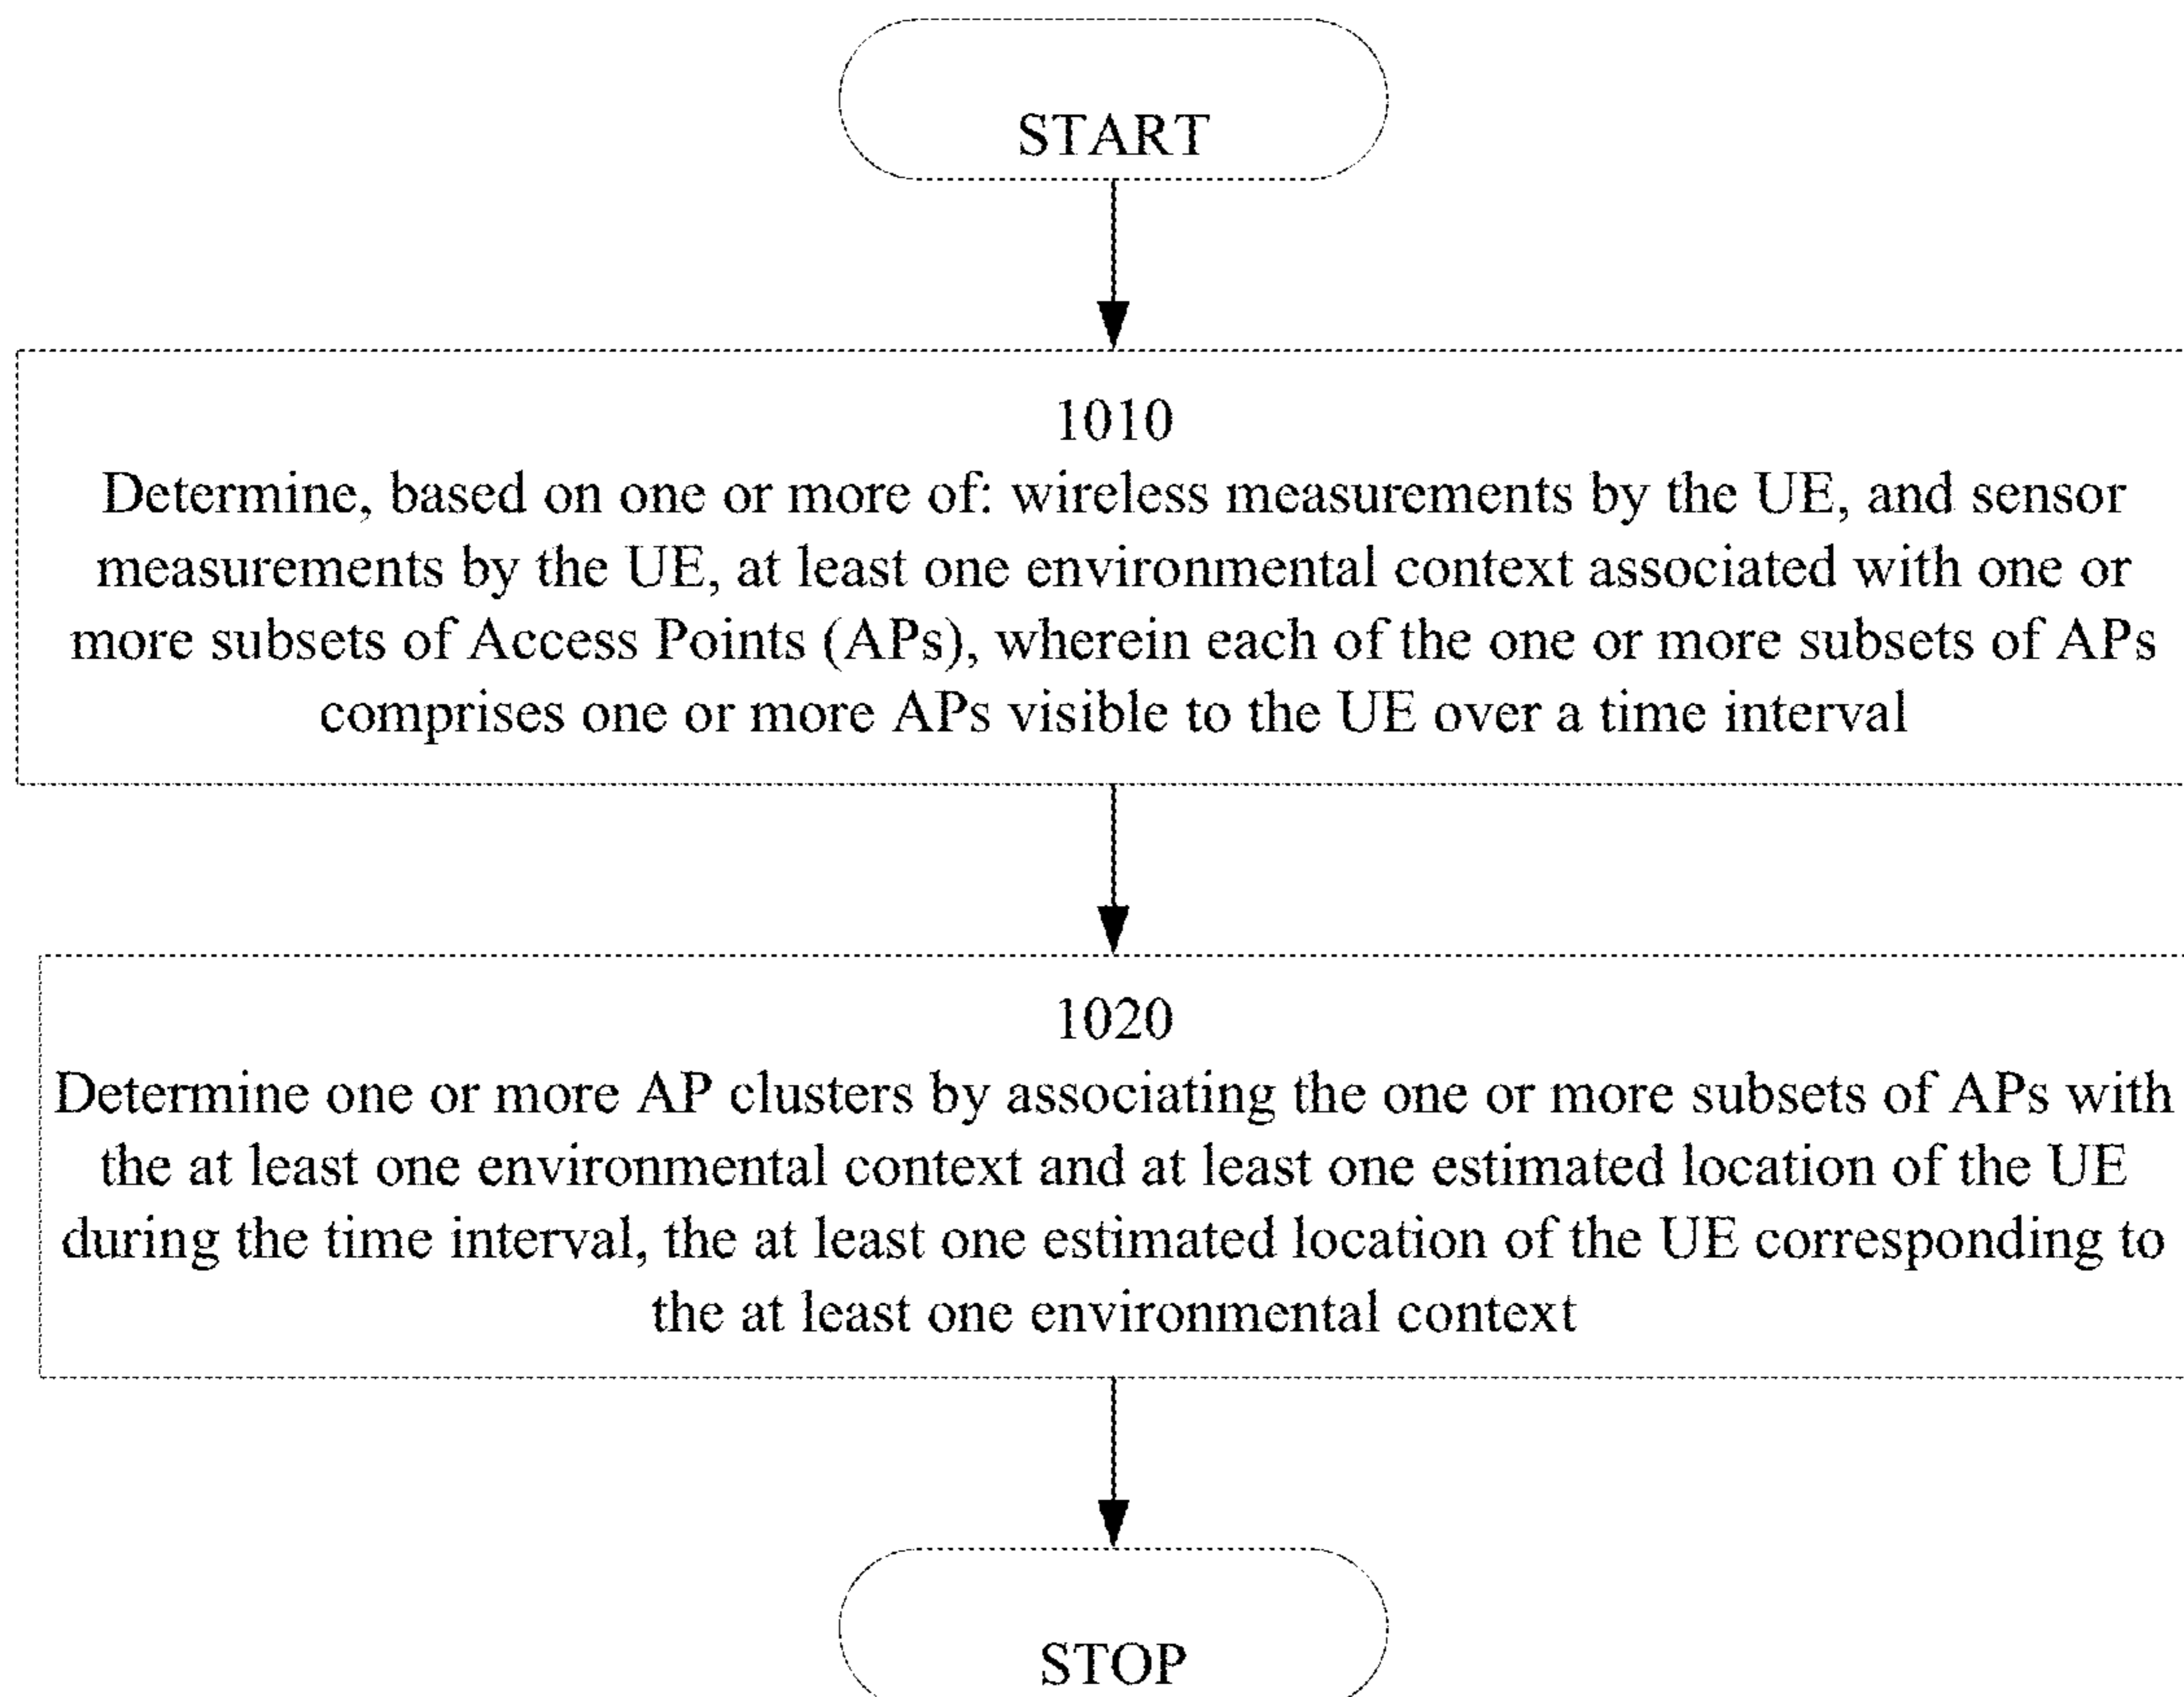 START
1010
Determine, based on one or more of: wireless measurements by the UE, and sensor
measurements by the UE, at least one environmental context associated with one or
more subsets of Access Points (APs), wherein each of the one or more subsets of APs
comprises one or more APs visible to the UE over a time interval
1020
Determine one or more AP clusters by associating the one or more subsets of APs with
the at least one environmental context and at least one estimated location of the UE
during the time interval, the at least one estimated location of the UE corresponding to
the at least one environmental context
STOP